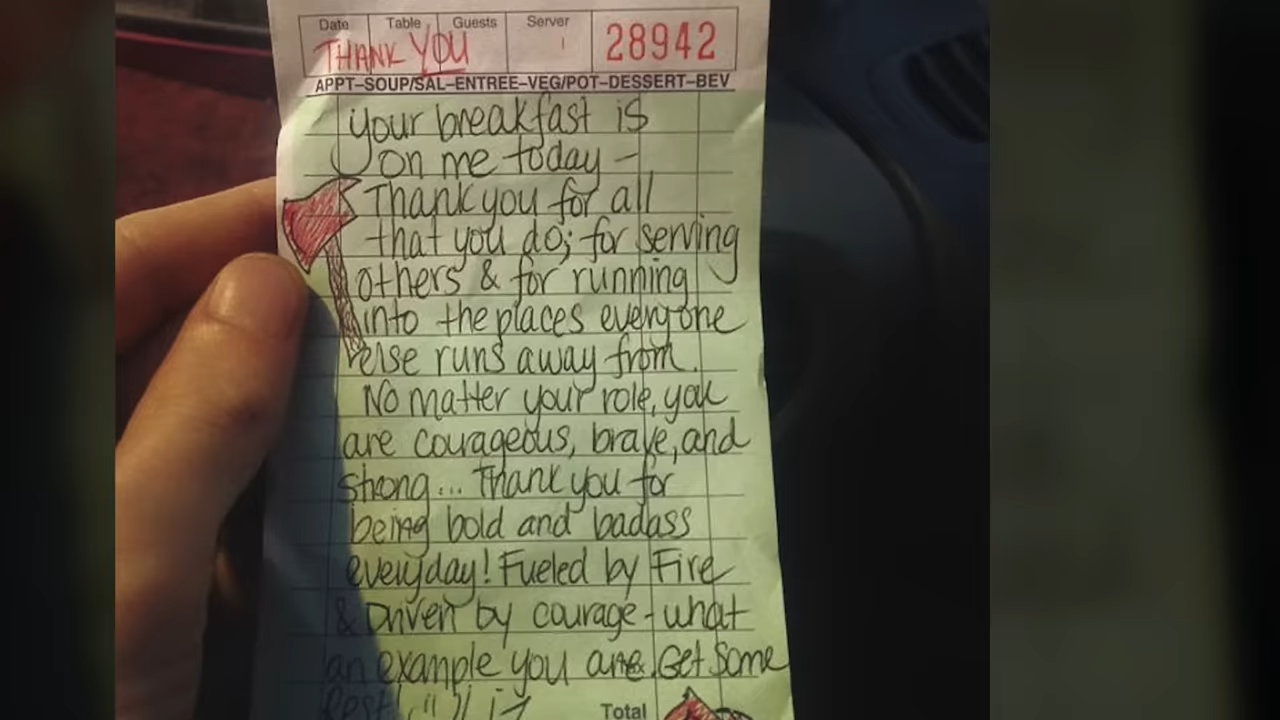 Date Table Guests Server
THANK YOU 28942
APPT–SOUP/SAL–ENTREE–VEG/POT–DESSERT–BEV
your breakfast is
on me today -
Thank you for all
that you do; for serving
others & for running
into the places everyone
else runs away from.
No matter your role, you
are courageous, brave, and
strong... Thank you for
being bold and badass
everyday! Fueled by Fire
& Driven by courage - what
an example you are. Get some
Rest!
Total